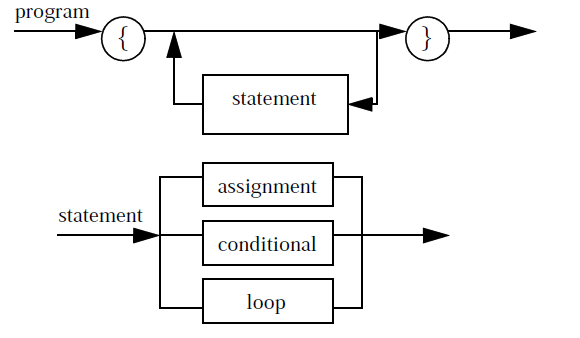 program
{ }
statement
assignment
statement
conditional
loop